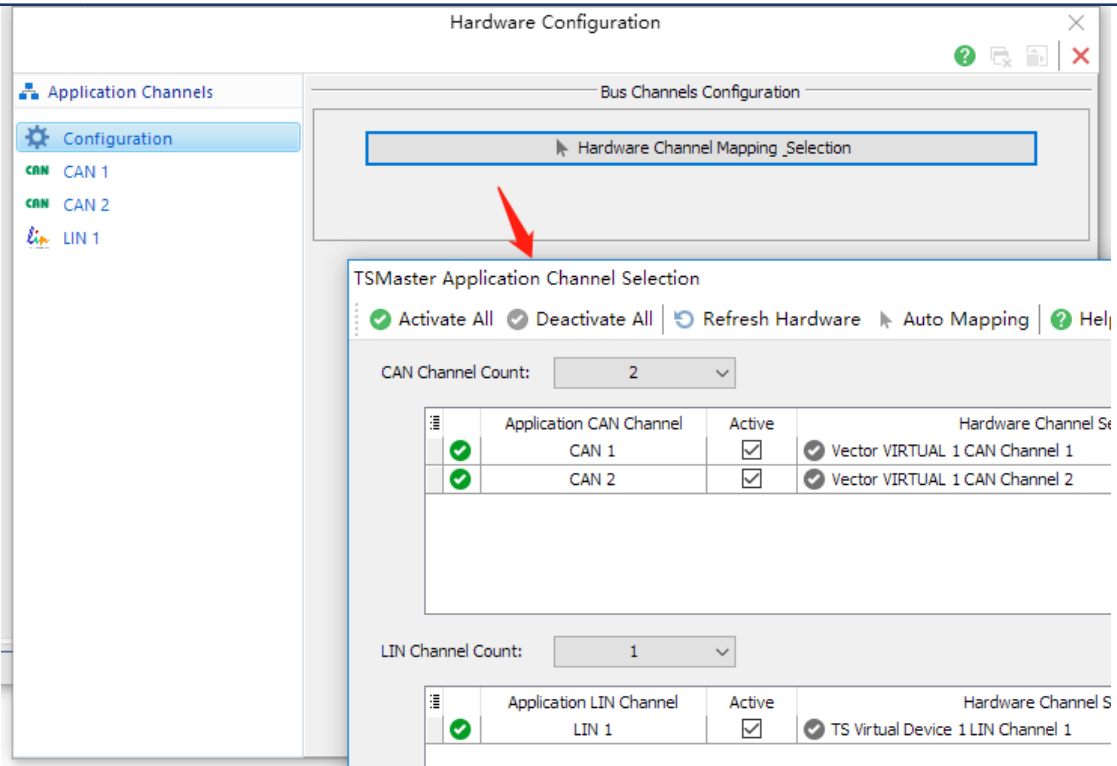 Hardware Configuration
Application Channels
Configuration
CAN CAN 1
CAN CAN 2
lin LIN 1
Bus Channels Configuration
Hardware Channel Mapping _Selection
TSMaster Application Channel Selection
Activate All Deactivate All Refresh Hardware Auto Mapping Help
CAN Channel Count: 2
Application CAN Channel Active Hardware Channel Se
CAN 1 Vector VIRTUAL 1 CAN Channel 1
CAN 2 Vector VIRTUAL 1 CAN Channel 2
LIN Channel Count: 1
Application LIN Channel Active Hardware Channel S
LIN 1 TS Virtual Device 1 LIN Channel 1